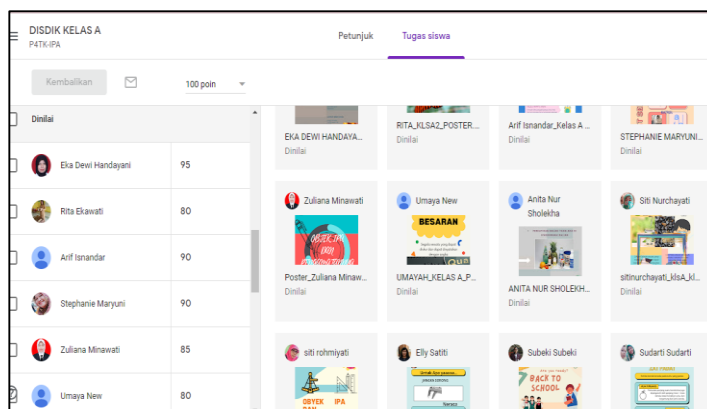 DISDIK KELAS A
P4TK-IPA
Petunjuk
Tugas siswa
Kembalikan
100 poin
Dinilai
Eka Dewi Handayani
95
Rita Ekawati
80
Arif Isnandar
90
Stephanie Maryuni
90
Zuliana Minawati
85
Umaya New
80
EKA DEWI HANDAYA...
Dinilai
RITA_KLSA2_POSTER....
Dinilai
Arif Isnandar_Kelas A ...
Dinilai
STEPHANIE MARYUNI...
Dinilai
Zuliana Minawati
OBJEK IPA
DAN
Poster_Zuliana Minaw...
Dinilai
Umaya New
BESARAN
UMAYAH_KELAS A_P...
Dinilai
Anita Nur
Sholekha
ANITA NUR SHOLEKH...
Dinilai
Siti Nurchayati
sitinurchayati_klsA_kl...
Dinilai
siti rohmiyati
OBYEK IPA
DAN
Elly Satiti
Subeki Subeki
BACK TO
SCHOOL
Sudarti Sudarti